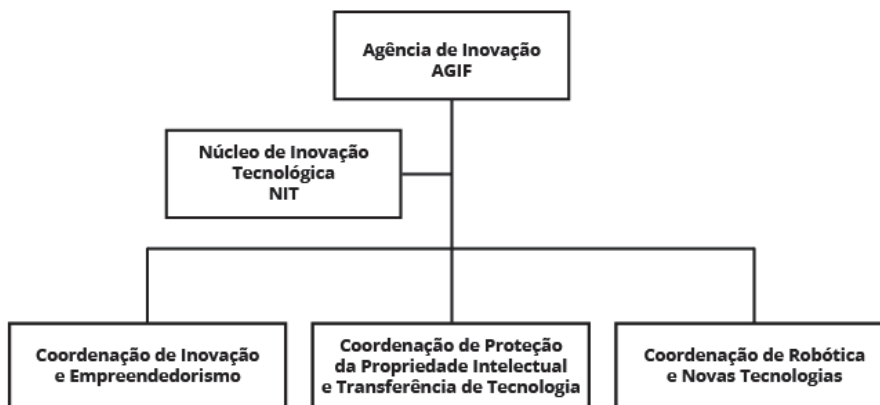 Agência de Inovação
AGIF
Núcleo de Inovação
Tecnológica
NIT
Coordenação de Inovação
e Empreendedorismo
Coordenação de Proteção
da Propriedade Intelectual
e Transferência de Tecnologia
Coordenação de Robótica
e Novas Tecnologias